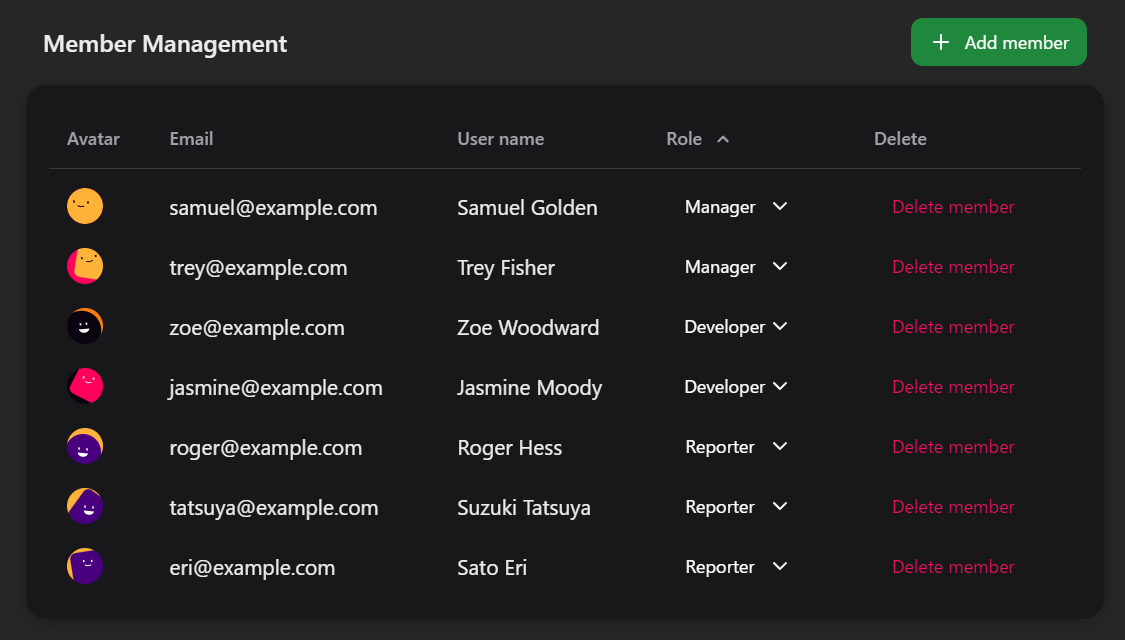 Member Management
+ Add member
Avatar Email User name Role Delete
samuel@example.com Samuel Golden Manager Delete member
trey@example.com Trey Fisher Manager Delete member
zoe@example.com Zoe Woodward Developer Delete member
jasmine@example.com Jasmine Moody Developer Delete member
roger@example.com Roger Hess Reporter Delete member
tatsuya@example.com Suzuki Tatsuya Reporter Delete member
eri@example.com Sato Eri Reporter Delete member